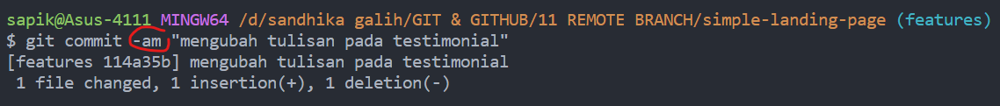 sapik@Asus-4111 MINGW64 /d/sandhika galih/GIT & GITHUB/11 REMOTE BRANCH/simple-landing-page (features)
$ git commit -am "mengubah tulisan pada testimonial"
[features 114a35b] mengubah tulisan pada testimonial
 1 file changed, 1 insertion(+), 1 deletion(-)